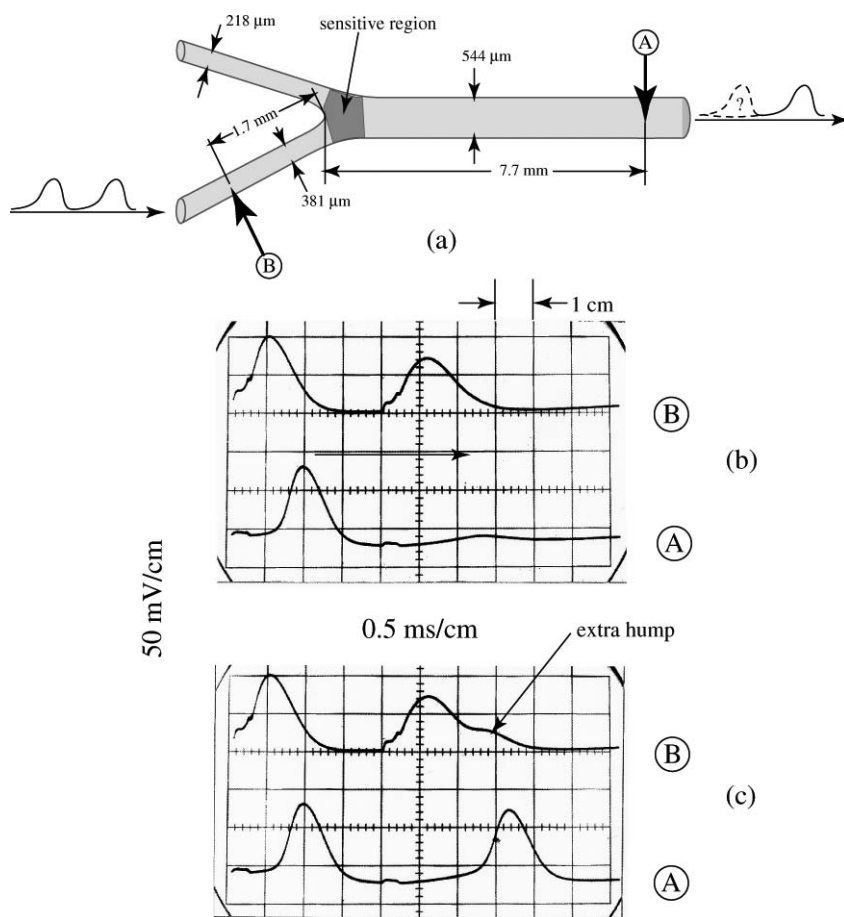 218 μm
sensitive region
544 μm
A
?
1.7 mm
7.7 mm
381 μm
B
(a)
1 cm
B
(b)
A
50 mV/cm
0.5 ms/cm
extra hump
B
(c)
A